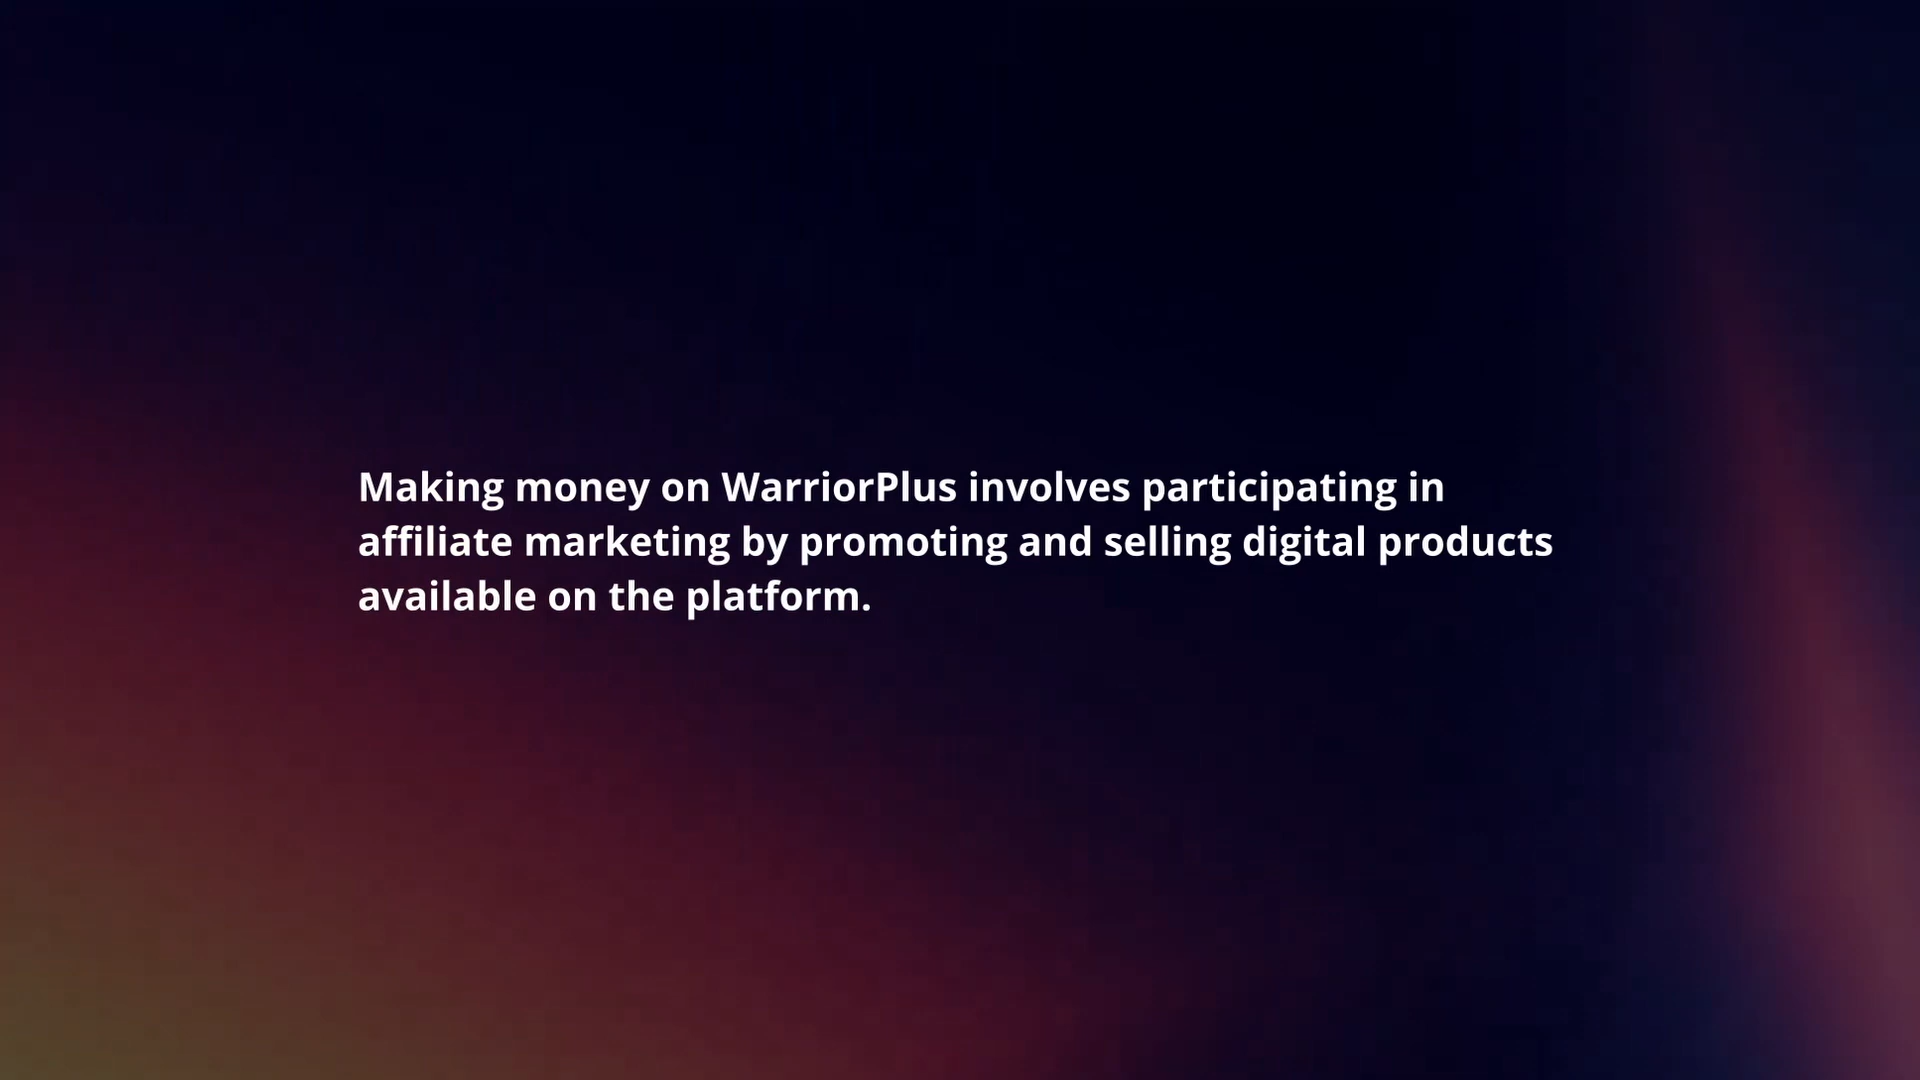 Making money on WarriorPlus involves participating in
affiliate marketing by promoting and selling digital products
available on the platform.